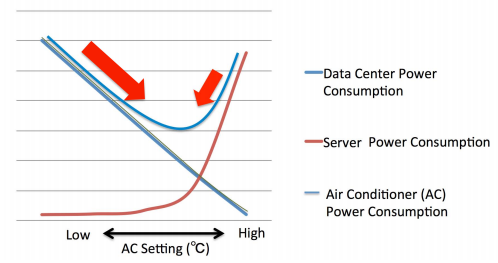 Data Center Power
Consumption
Server Power Consumption
Air Conditioner (AC)
Power Consumption
Low
High
AC Setting (℃)